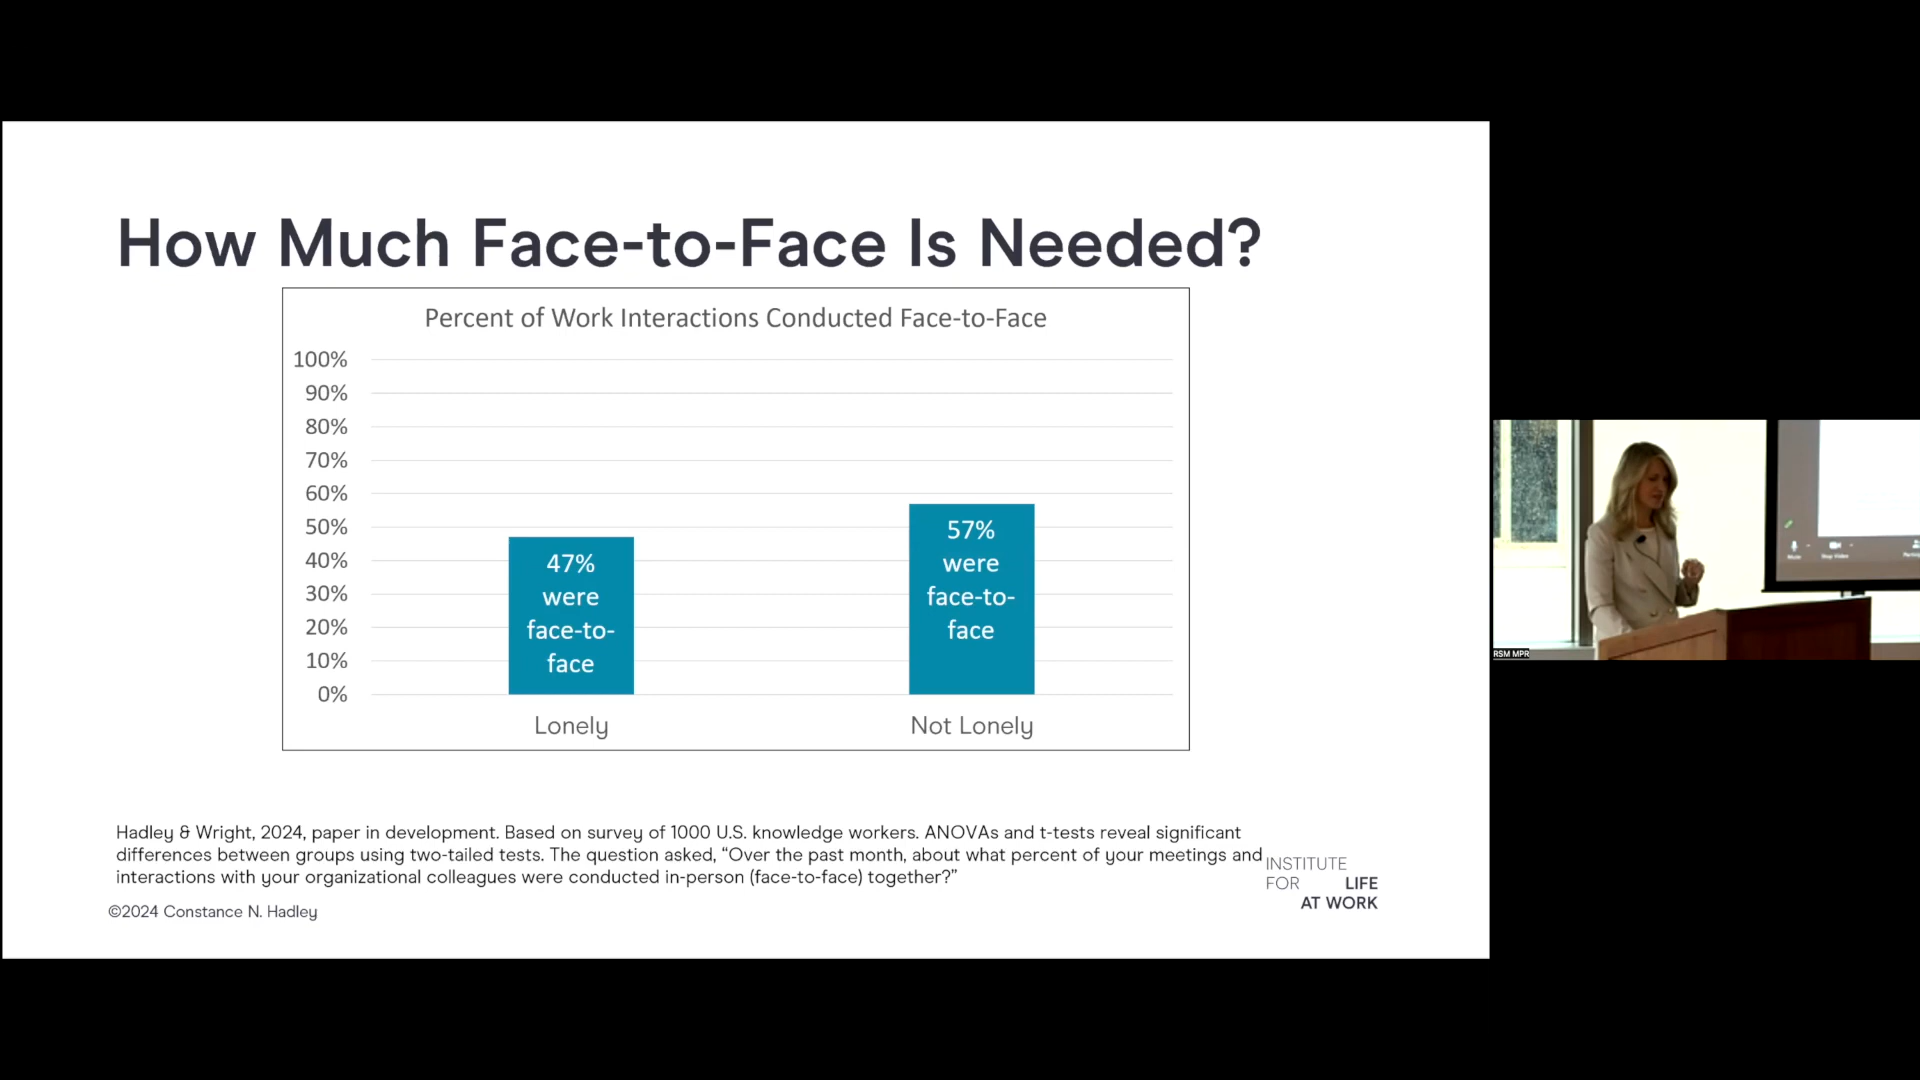 How Much Face-to-Face Is Needed?
Percent of Work Interactions Conducted Face-to-Face
100%
90%
80%
70%
60%
50%
40%
30%
20%
10%
0%
47%
were
face-to-
face
57%
were
face-to-
face
Lonely
Not Lonely
Hadley & Wright, 2024, paper in development. Based on survey of 1000 U.S. knowledge workers. ANOVAs and t-tests reveal significant
differences between groups using two-tailed tests. The question asked, “Over the past month, about what percent of your meetings and
interactions with your organizational colleagues were conducted in-person (face-to-face) together?”
©2024 Constance N. Hadley
INSTITUTE
FOR LIFE
AT WORK
Mute
Stop Video
RSM MPR